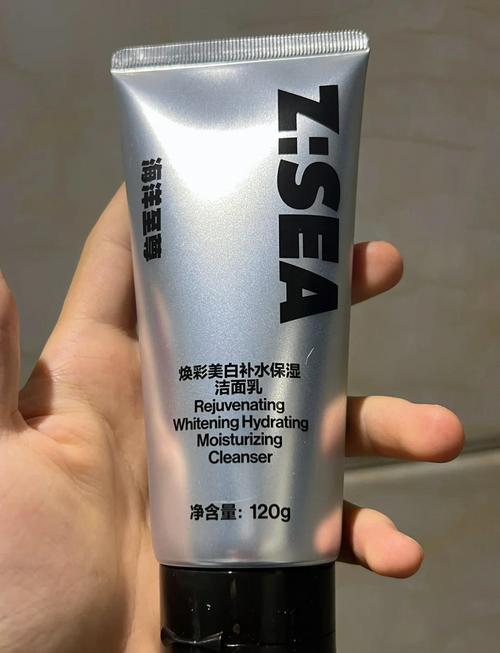 Z:SEA
海洋至尊
焕彩美白补水保湿
洁面乳
Rejuvenating
Whitening Hydrating
Moisturizing
Cleanser
净含量：120g